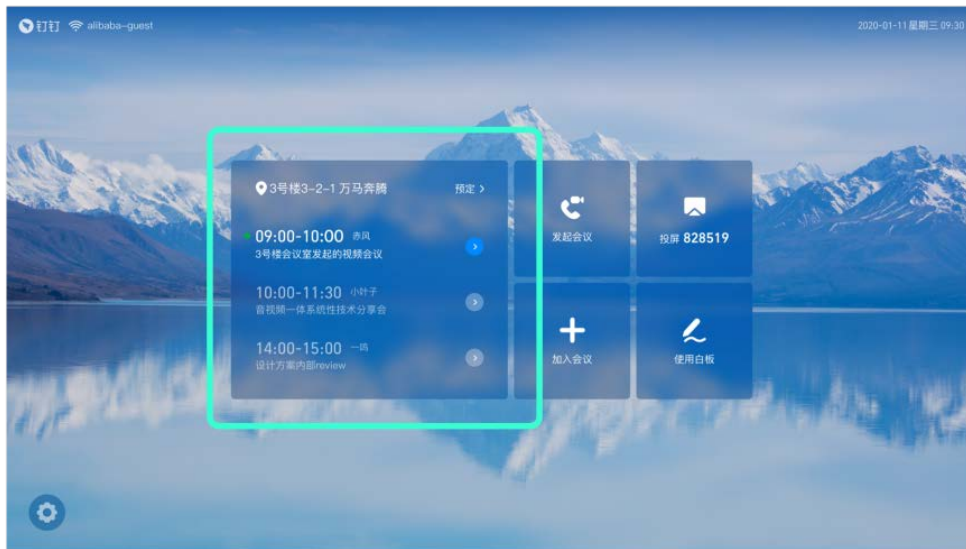 钉钉 alibaba-guest
2020-01-11 星期三 09:30
3号楼3-2-1 万马奔腾 预定
09:00-10:00 赤风
3号楼会议室发起的视频会议
10:00-11:30 小叶子
音视频一体系统性技术分享会
14:00-15:00 一鸣
设计方案内部review
发起会议
投屏 828519
加入会议
使用白板